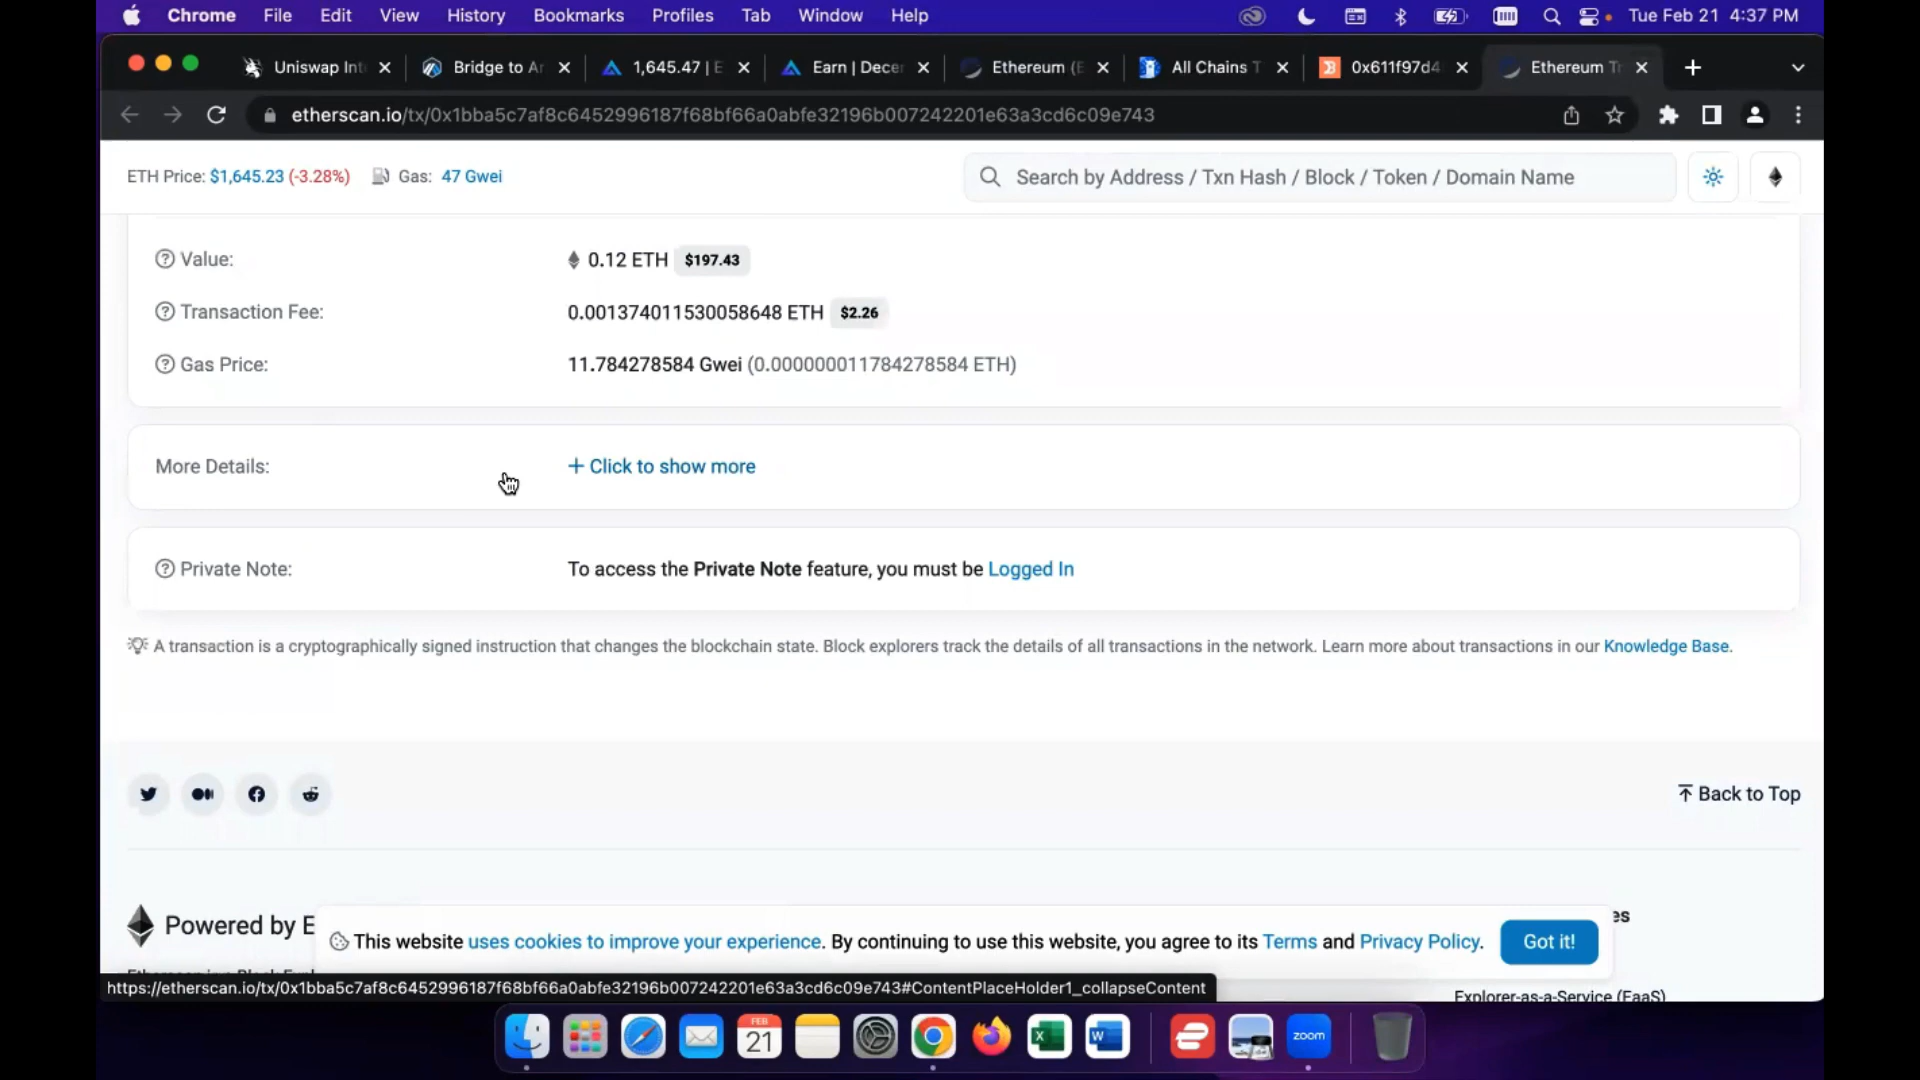 Chrome File Edit View History Bookmarks Profiles Tab Window Help Tue Feb 21 4:37 PM
Uniswap Int Bridge to Ar 1,645.47 | E Earn | Decer Ethereum (E All Chains T 0x611f97d4 Ethereum Tr
etherscan.io/tx/0x1bba5c7af8c6452996187f68bf66a0abfe32196b007242201e63a3cd6c09e743
ETH Price: $1,645.23 (-3.28%) Gas: 47 Gwei Search by Address / Txn Hash / Block / Token / Domain Name
Value: 0.12 ETH $197.43
Transaction Fee: 0.001374011530058648 ETH $2.26
Gas Price: 11.784278584 Gwei (0.000000011784278584 ETH)
More Details: + Click to show more
Private Note: To access the Private Note feature, you must be Logged In
A transaction is a cryptographically signed instruction that changes the blockchain state. Block explorers track the details of all transactions in the network. Learn more about transactions in our Knowledge Base.
Back to Top
Powered by E
es
This website uses cookies to improve your experience. By continuing to use this website, you agree to its Terms and Privacy Policy. Got it!
https://etherscan.io/tx/0x1bba5c7af8c6452996187f68bf66a0abfe32196b007242201e63a3cd6c09e743#ContentPlaceHolder1_collapseContent
Explorer-as-a-Service (EaaS)
FEB
21
zoom